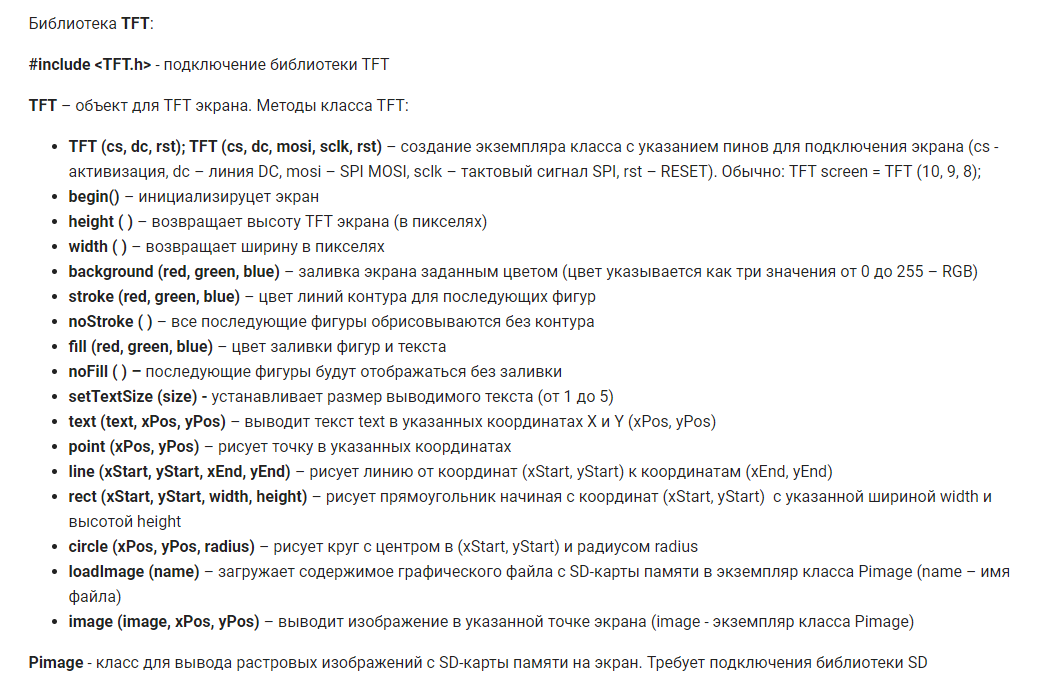 Библиотека TFT:
#include <TFT.h> - подключение библиотеки TFT
TFT – объект для TFT экрана. Методы класса TFT:
• TFT (cs, dc, rst); TFT (cs, dc, mosi, sclk, rst) – создание экземпляра класса с указанием пинов для подключения экрана (cs -
активизация, dc – линия DC, mosi – SPI MOSI, sclk – тактовый сигнал SPI, rst – RESET). Обычно: TFT screen = TFT (10, 9, 8);
• begin() – инициализируцет экран
• height ( ) – возвращает высоту TFT экрана (в пикселях)
• width ( ) – возвращает ширину в пикселях
• background (red, green, blue) – заливка экрана заданным цветом (цвет указывается как три значения от 0 до 255 – RGB)
• stroke (red, green, blue) – цвет линий контура для последующих фигур
• noStroke ( ) – все последующие фигуры обрисовываются без контура
• fill (red, green, blue) – цвет заливки фигур и текста
• noFill ( ) – последующие фигуры будут отображаться без заливки
• setTextSize (size) - устанавливает размер выводимого текста (от 1 до 5)
• text (text, xPos, yPos) – выводит текст text в указанных координатах X и Y (xPos, yPos)
• point (xPos, yPos) – рисует точку в указанных координатах
• line (xStart, yStart, xEnd, yEnd) – рисует линию от координат (xStart, yStart) к координатам (xEnd, yEnd)
• rect (xStart, yStart, width, height) – рисует прямоугольник начиная с координат (xStart, yStart) с указанной шириной width и
высотой height
• circle (xPos, yPos, radius) – рисует круг с центром в (xStart, yStart) и радиусом radius
• loadImage (name) – загружает содержимое графического файла с SD-карты памяти в экземпляр класса Pimage (name – имя
файла)
• image (image, xPos, yPos) – выводит изображение в указанной точке экрана (image - экземпляр класса Pimage)
Pimage - класс для вывода растровых изображений с SD-карты памяти на экран. Требует подключения библиотеки SD